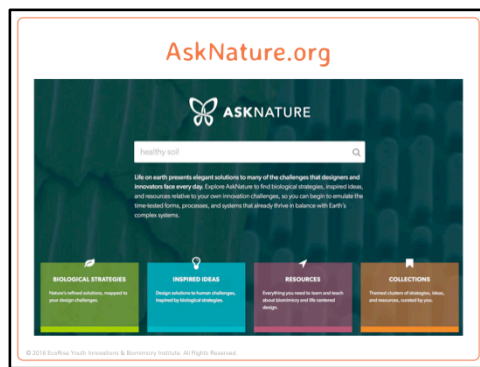 AskNature.org
ASKNATURE
healthy soil
Life on earth presents elegant solutions to many of the challenges that designers and
innovators face every day. Explore AskNature to find biological strategies, inspired ideas,
and resources relative to your own innovation challenges, so you can begin to emulate the
time-tested forms, processes, and systems that already thrive in balance with Earth's
complex systems.
BIOLOGICAL STRATEGIES
Nature's refined solutions, mapped to
your design challenges.
INSPIRED IDEAS
Design solutions to human challenges,
inspired by biological strategies.
RESOURCES
Everything you need to learn and teach
about biomimicry and life centered
design.
COLLECTIONS
Themed clusters of strategies, ideas,
and resources, curated by you.
© 2016 EcoRise Youth Innovations & Biomimicry Institute. All Rights Reserved.